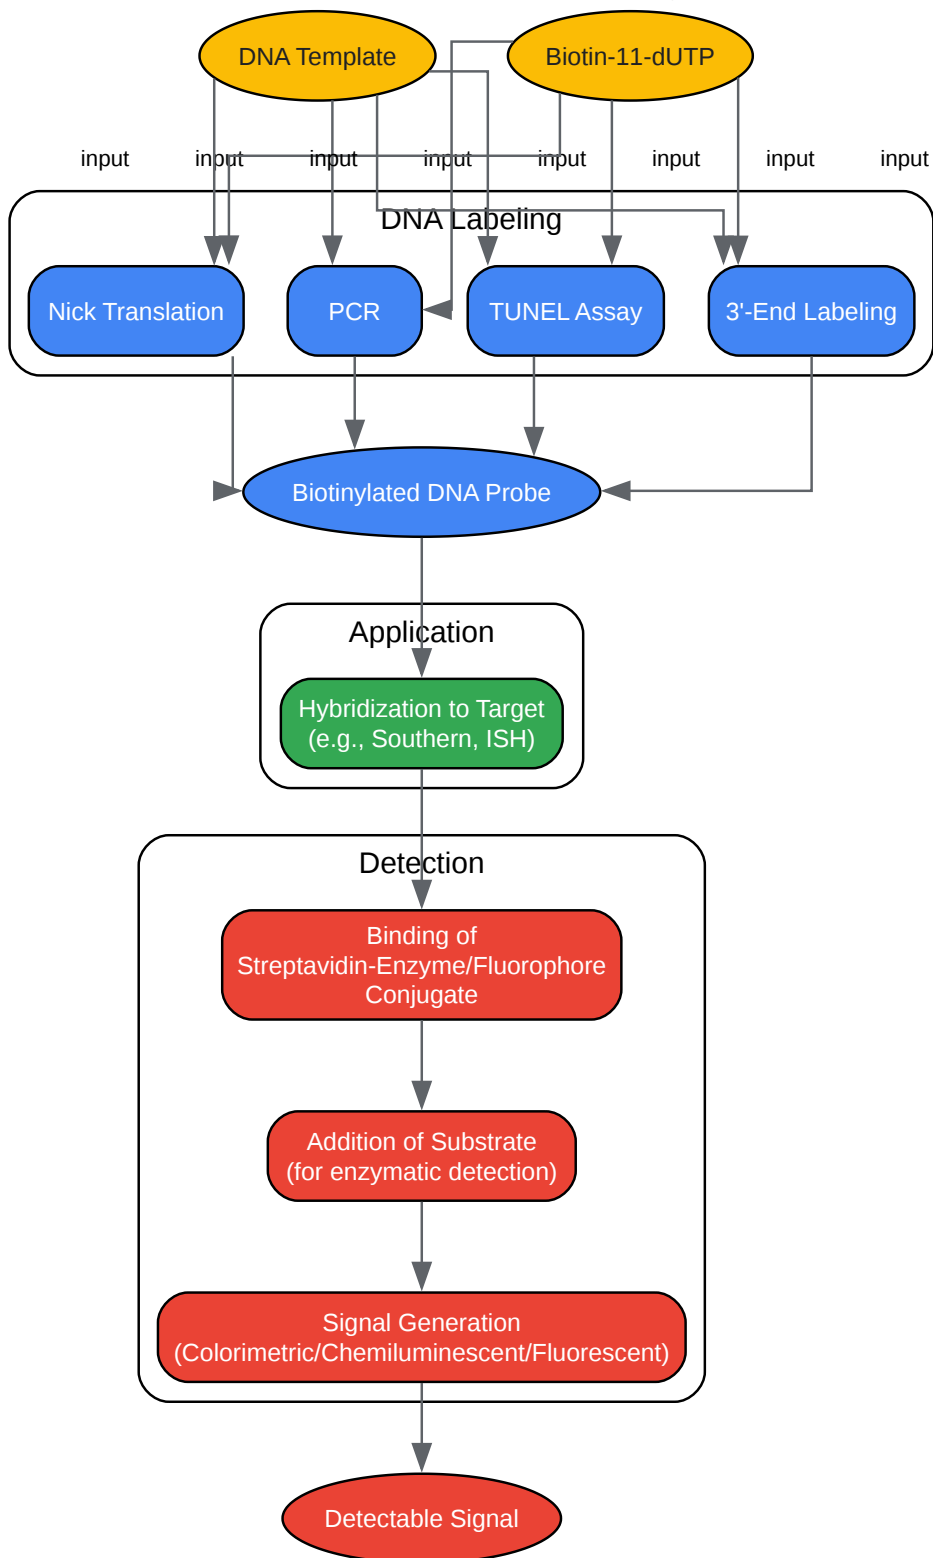 DNA Template
Biotin-11-dUTP
input input input input input input input input
DNA Labeling
Nick Translation
PCR
TUNEL Assay
3'-End Labeling
Biotinylated DNA Probe
Application
Hybridization to Target
(e.g., Southern, ISH)
Detection
Binding of
Streptavidin-Enzyme/Fluorophore
Conjugate
Addition of Substrate
(for enzymatic detection)
Signal Generation
(Colorimetric/Chemiluminescent/Fluorescent)
Detectable Signal